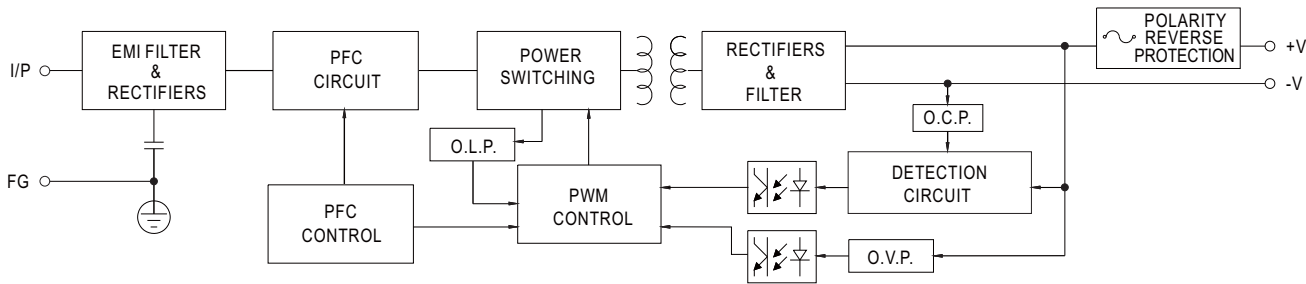 I/P
EMI FILTER
&
RECTIFIERS
PFC
CIRCUIT
POWER
SWITCHING
RECTIFIERS
&
FILTER
POLARITY
REVERSE
PROTECTION
+V
-V
O.C.P.
O.L.P.
DETECTION
CIRCUIT
FG
PFC
CONTROL
PWM
CONTROL
O.V.P.